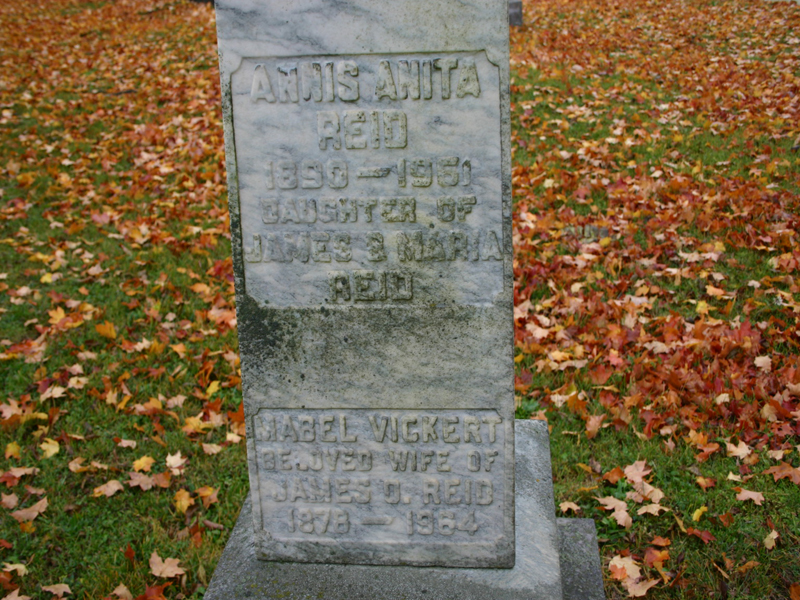 ANNIS ANITA
REID
1890 — 1961
DAUGHTER OF
JAMES & MARIA
REID
MABEL VICKERT
BELOVED WIFE OF
JAMES O. REID
1878 — 1964